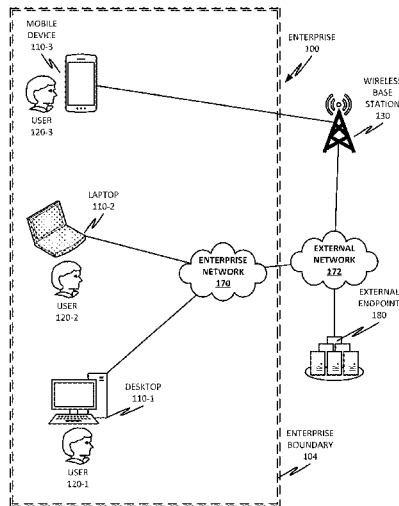 MOBILE
DEVICE
110-3
USER
120-3
ENTERPRISE
100
WIRELESS
BASE
STATION
130
LAPTOP
110-2
USER
120-2
ENTERPRISE
NETWORK
170
EXTERNAL
NETWORK
172
EXTERNAL
ENDPOINT
180
DESKTOP
110-1
USER
120-1
ENTERPRISE
BOUNDARY
104